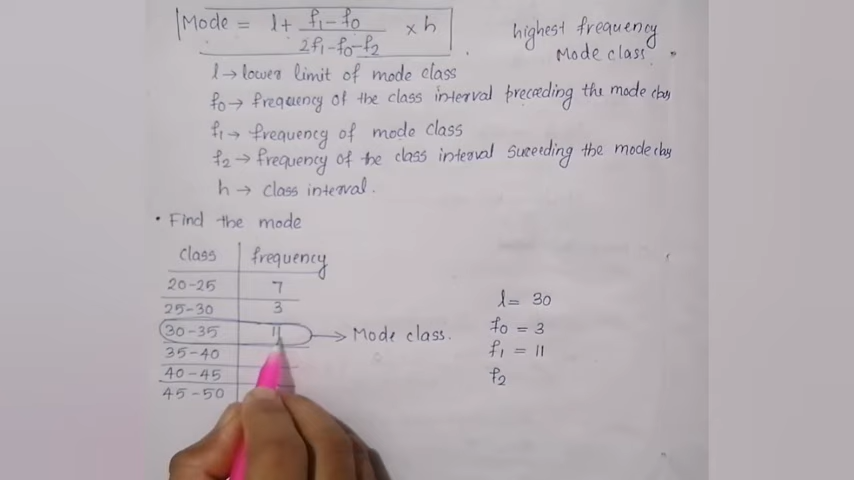 Mode = l + f1 - f0 / 2f1 - f0 - f2 × h
highest frequency
Mode class.
l → lower limit of mode class
f0 → frequency of the class interval preceding the mode clas
f1 → frequency of mode class
f2 → frequency of the class interval succeeding the mode clas
h → class interval.
• Find the mode
class frequency
20-25 7
25-30 3
30-35 11 → Mode class.
35-40
40-45
45-50
l = 30
f0 = 3
f1 = 11
f2